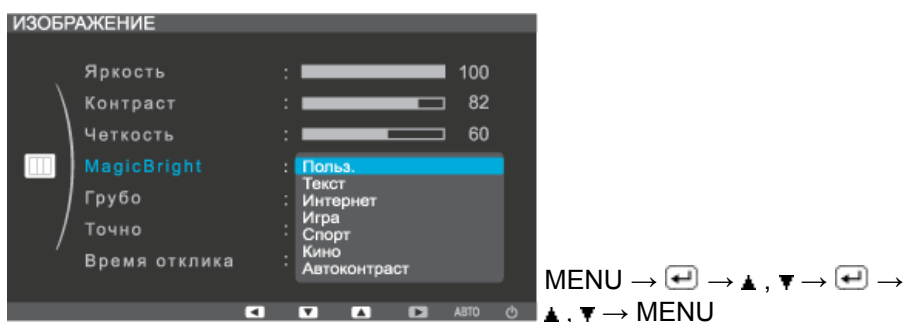 ИЗОБРАЖЕНИЕ
Яркость : 100
Контраст : 82
Четкость : 60
MagicBright : Польз.
Текст
Грубо : Интернет
Игра
Точно : Спорт
Кино
Время отклика : Автоконтраст
АВТО
MENU → → ▲ , ▼ → →
▲ , ▼ → MENU